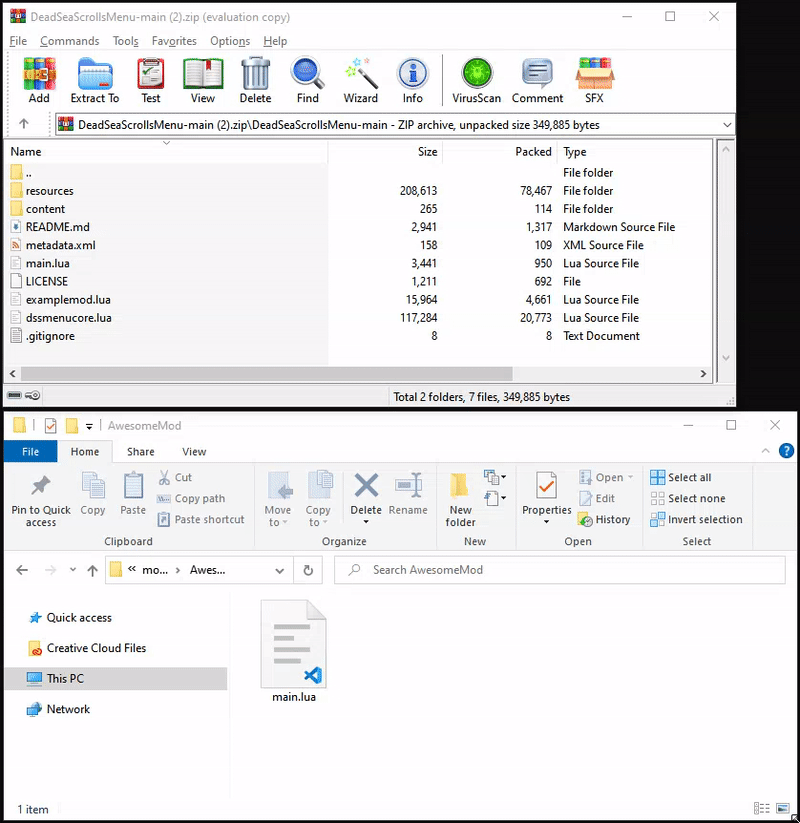 DeadSeaScrollsMenu-main (2).zip (evaluation copy)
File Commands Tools Favorites Options Help
Add Extract To Test View Delete Find Wizard Info VirusScan Comment SFX
DeadSeaScrollsMenu-main (2).zip\DeadSeaScrollsMenu-main - ZIP archive, unpacked size 349,885 bytes
Name Size Packed Type
.. File folder
resources 208,613 78,467 File folder
content 265 114 File folder
README.md 2,941 1,317 Markdown Source File
metadata.xml 158 109 XML Source File
main.lua 3,441 950 Lua Source File
LICENSE 1,211 692 File
examplemod.lua 15,964 4,661 Lua Source File
dssmenucore.lua 117,284 20,773 Lua Source File
.gitignore 8 8 Text Document
Total 2 folders, 7 files, 349,885 bytes
AwesomeMod
File Home Share View
Pin to Quick access
Copy
Paste
Cut
Copy path
Paste shortcut
Clipboard
Move to
Copy to
Delete
Rename
Organize
New folder
New
Properties
Open
Edit
History
Open
Select all
Select none
Invert selection
Select
« mo... › Awes...
Search AwesomeMod
Quick access
Creative Cloud Files
This PC
Network
main.lua
1 item